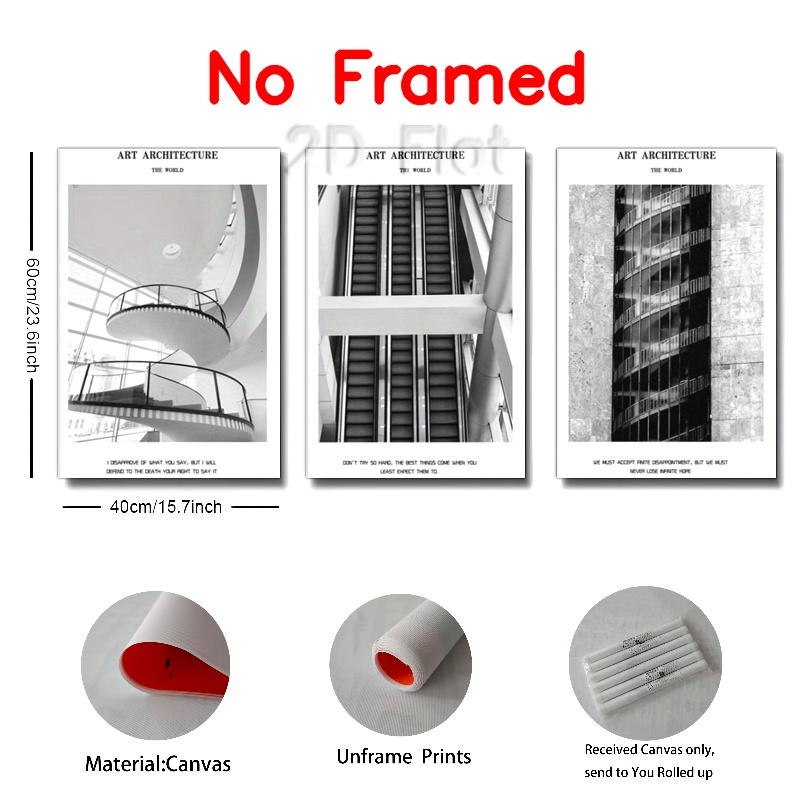 No Framed
2D Flat
ART ARCHITECTURE
THE WORLD
I DISAPPROVE OF WHAT YOU SAY, BUT I WILL
DEFEND TO THE DEATH YOUR RIGHT TO SAY IT
ART ARCHITECTURE
THE WORLD
DON'T TRY SO HARD, THE BEST THINGS COME WHEN YOU
LEAST EXPECT THEM TO.
ART ARCHITECTURE
THE WORLD
WE MUST ACCEPT FINITE DISAPPOINTMENT, BUT WE MUST
NEVER LOSE INFINITE HOPE
60cm/23.6inch
40cm/15.7inch
Material:Canvas
Unframe Prints
Received Canvas only,
send to You Rolled up